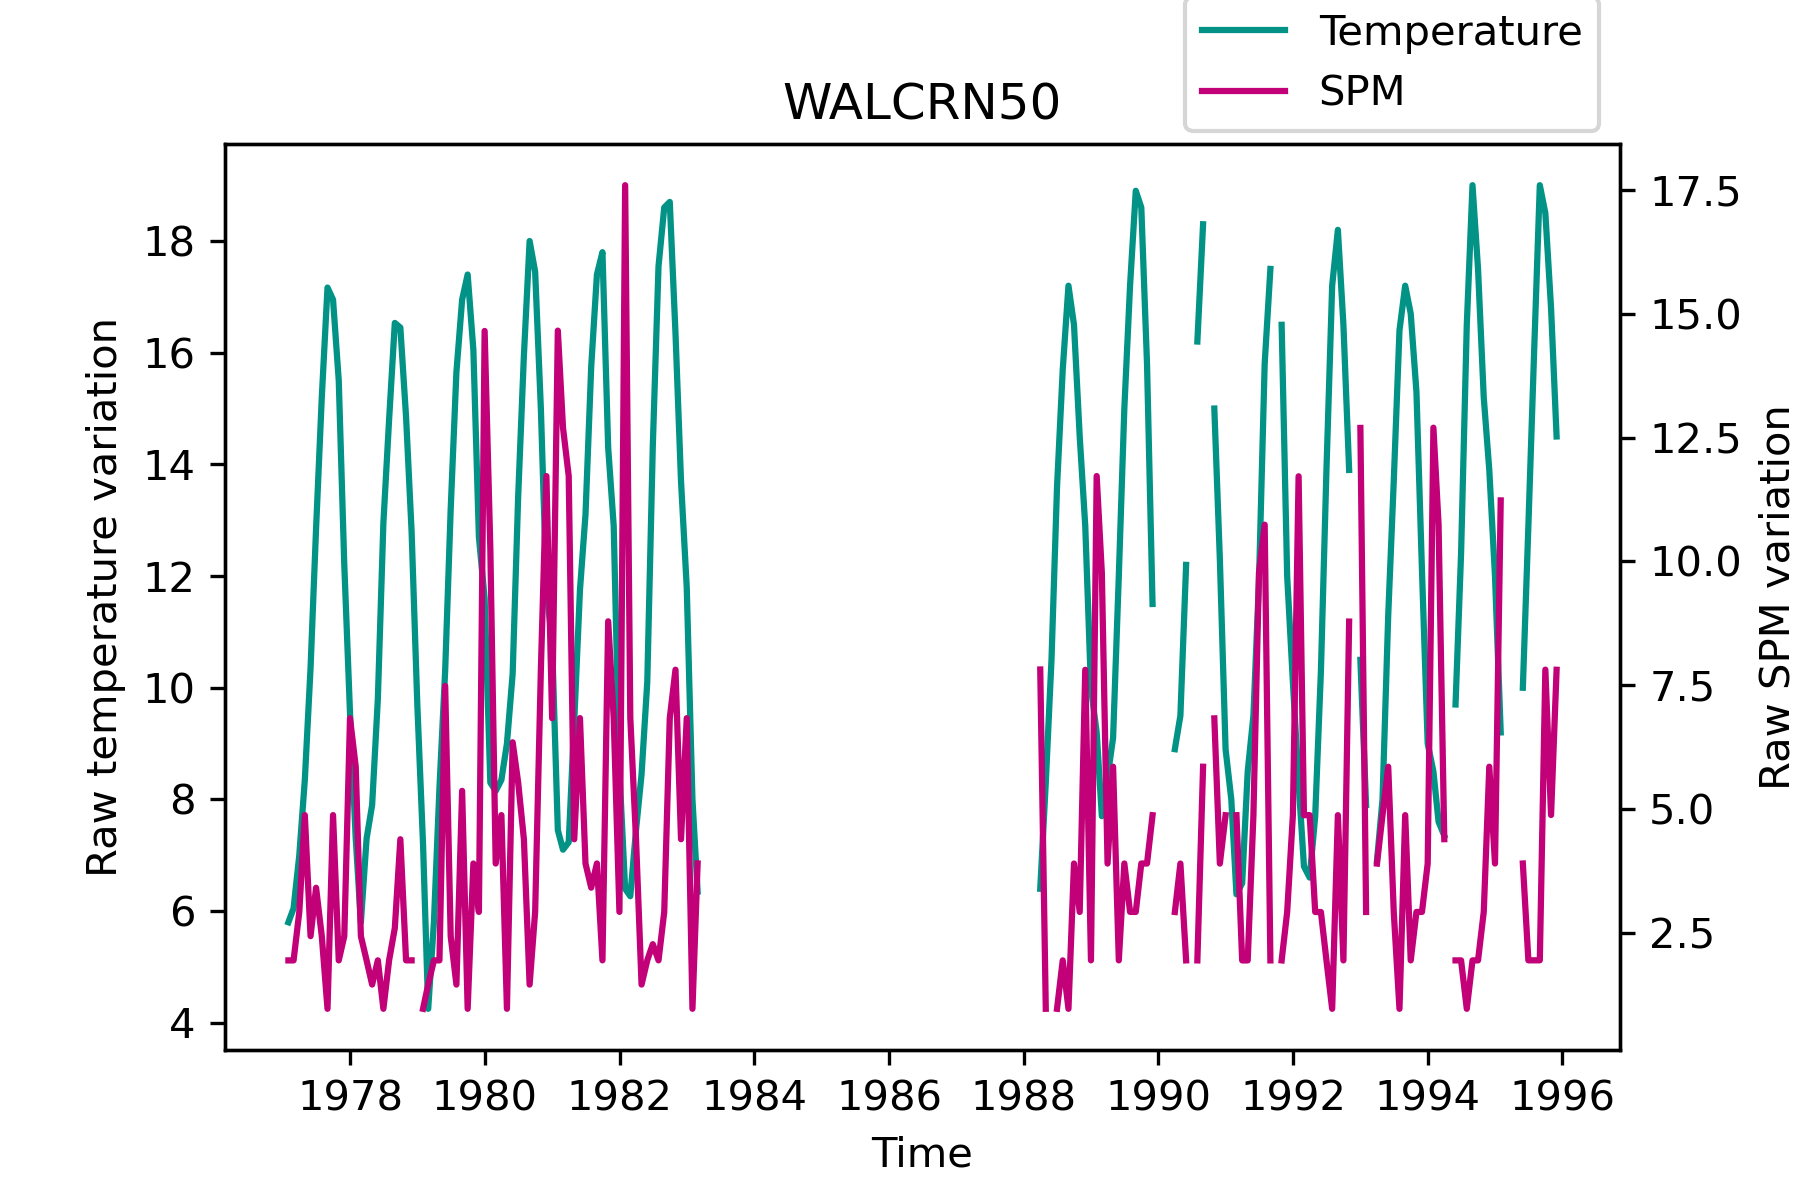 Temperature
SPM
WALCRN50
Raw temperature variation
18
16
14
12
10
8
6
4
17.5
15.0
12.5
10.0
7.5
5.0
2.5
Raw SPM variation
1978 1980 1982 1984 1986 1988 1990 1992 1994 1996
Time